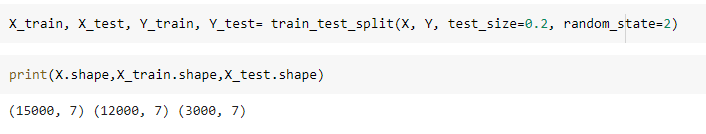 X_train, X_test, Y_train, Y_test= train_test_split(X, Y, test_size=0.2, random_state=2)
print(X.shape,X_train.shape,X_test.shape)
(15000, 7) (12000, 7) (3000, 7)